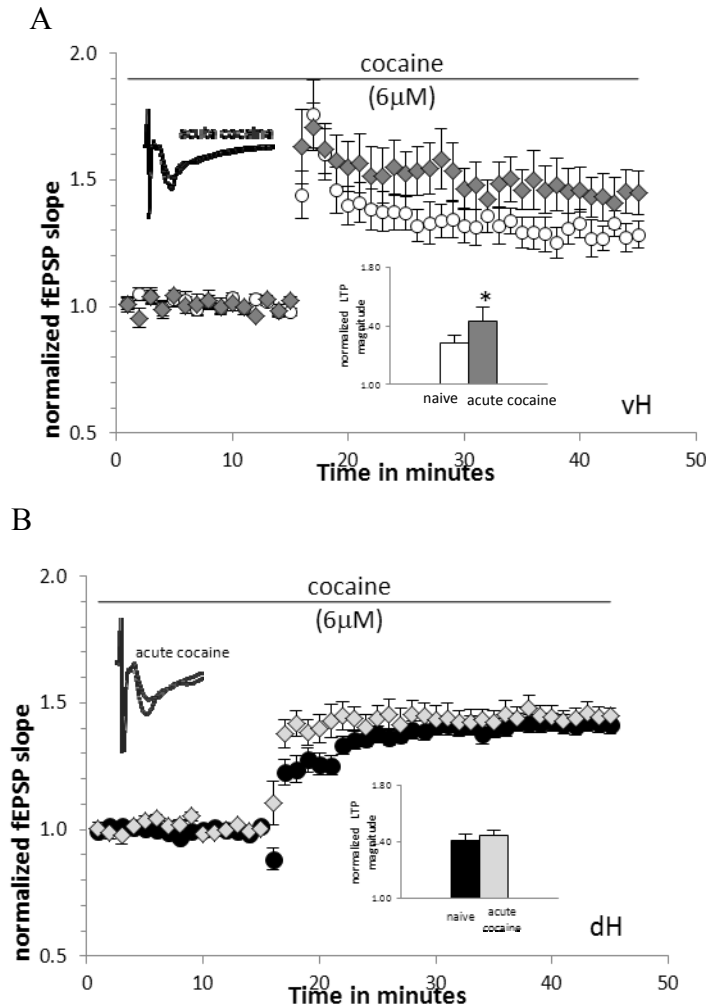 A
2.0
cocaine
(6μM)
acute cocaine
1.5
1.0
0.5
normalized fEPSP slope
1.80
1.40
1.00
normalized LTP
magnitude
*
naive
acute cocaine
vH
0
10
20
30
40
50
Time in minutes
B
2.0
cocaine
(6μM)
acute cocaine
1.5
1.0
0.5
normalized fEPSP slope
1.80
1.40
1.00
normalized LTP
magnitude
naive
acute
cocaine
dH
0
10
20
30
40
50
Time in minutes